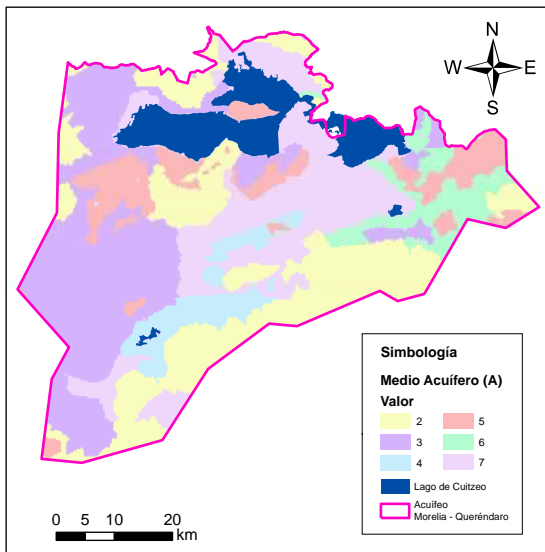 N
W E
S
Simbología
Medio Acuífero (A)
Valor
2 5
3 6
4 7
Lago de Cuitzeo
Acuífeo
Morelia - Queréndaro
0 5 10 20
km